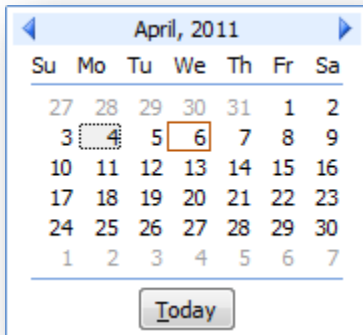 April, 2011
Su Mo Tu We Th Fr Sa
27 28 29 30 31 1 2
3 4 5 6 7 8 9
10 11 12 13 14 15 16
17 18 19 20 21 22 23
24 25 26 27 28 29 30
1 2 3 4 5 6 7
Today